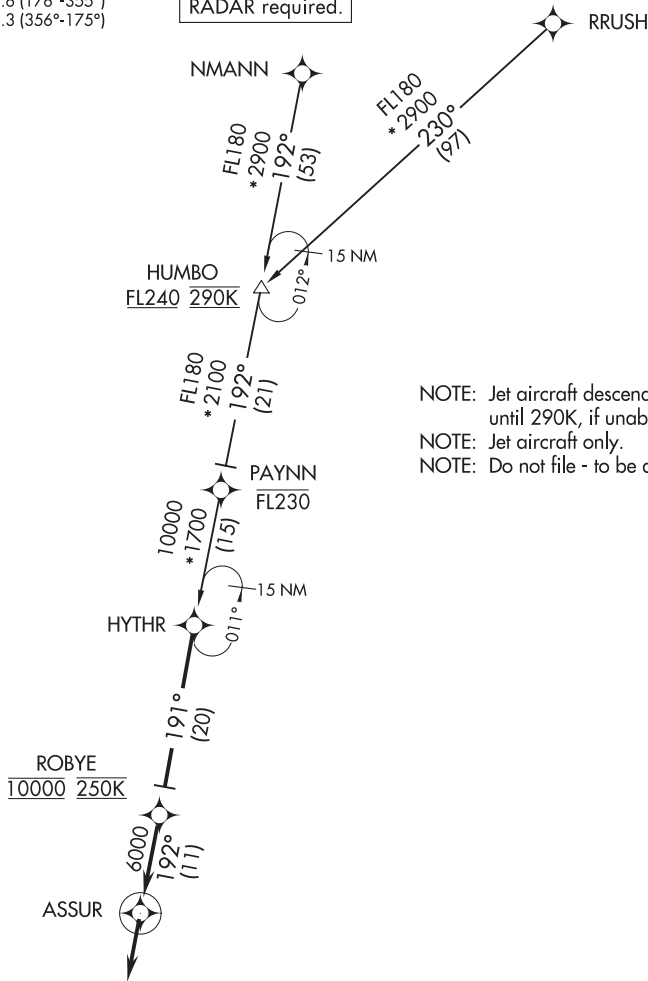 .3 (356°-175°)
RADAR required.
RRUSH
NMANN
FL180
*2900
230°
(97)
FL180
*2900
192°
(53)
15 NM
012°
HUMBO
FL240 290K
FL180
*2100
192°
(21)
NOTE: Jet aircraft descend
until 290K, if unab
NOTE: Jet aircraft only.
NOTE: Do not file - to be
PAYNN
FL230
10000
*1700
(15)
15 NM
011°
HYTHR
191°
(20)
ROBYE
10000 250K
6000
192°
(11)
ASSUR